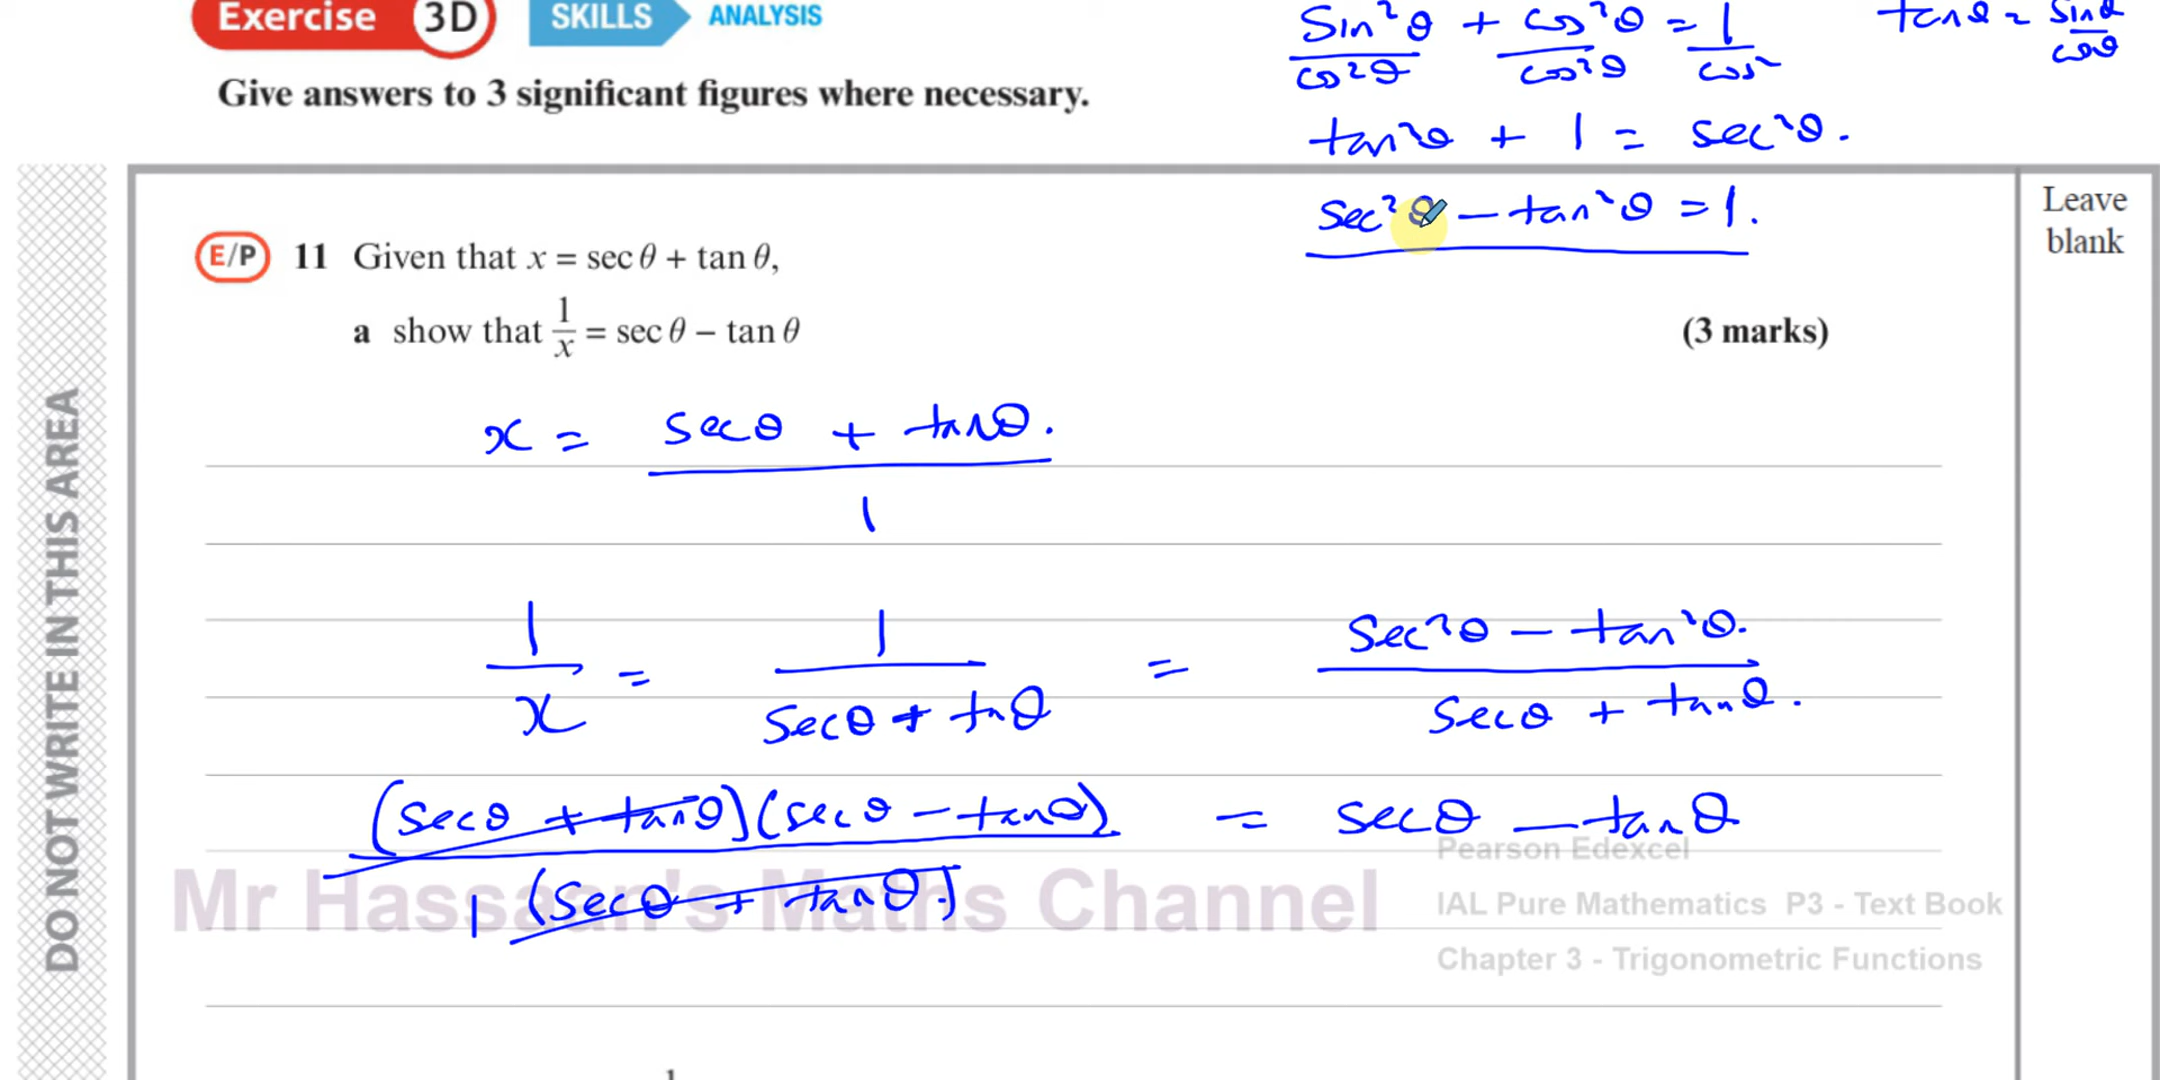 Exercise 3D SKILLS ANALYSIS
Sin²θ/cos²θ + cos²θ/cos²θ = 1/cos² tanθ = sinθ/cosθ
Give answers to 3 significant figures where necessary.
tan²θ + 1 = sec²θ.
sec²θ – tan²θ = 1.
Leave
blank
E/P 11 Given that x = sec θ + tan θ,
a show that 1/x = sec θ – tan θ (3 marks)
x = secθ + tanθ. / 1
1/x = 1/(secθ + tnθ) = (sec²θ – tan²θ.)/(secθ + tanθ.)
(secθ + tanθ)(secθ – tanθ) / 1 (secθ + tanθ.) = secθ – tanθ
DO NOT WRITE IN THIS AREA
Mr Hassaan's Maths Channel
Pearson Edexcel
IAL Pure Mathematics P3 - Text Book
Chapter 3 - Trigonometric Functions